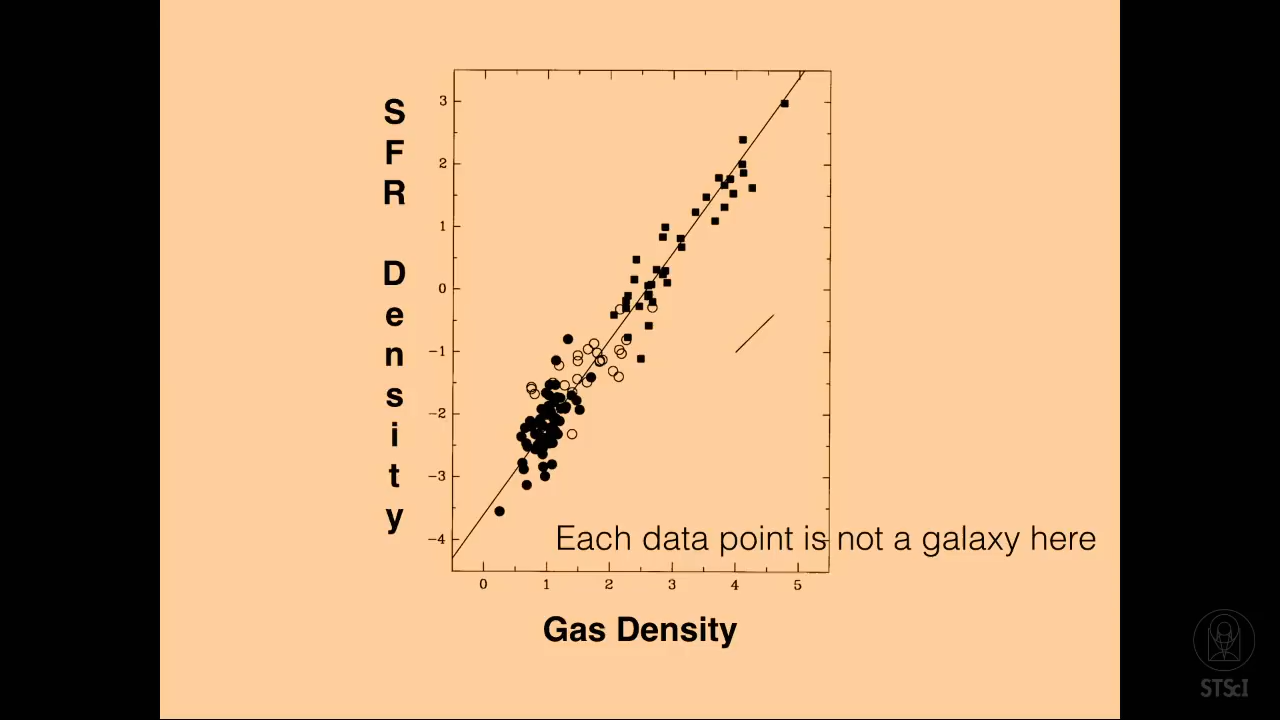 SFR Density
3
2
1
0
−1
−2
−3
−4
Each data point is not a galaxy here
0 1 2 3 4 5
Gas Density
STScI